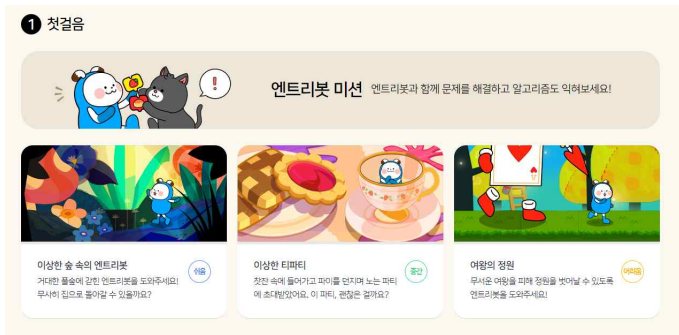 1 첫걸음
!
엔트리봇 미션 엔트리봇과 함께 문제를 해결하고 알고리즘도 익혀보세요!
이상한 숲 속의 엔트리봇
쉬움
거대한 풀숲에 갇힌 엔트리봇을 도와주세요!
무사히 집으로 돌아갈 수 있을까요?
이상한 티파티
중간
찻잔 속에 들어가고 파이를 던지며 노는 파티
에 초대받았어요. 이 파티, 괜찮은 걸까요?
여왕의 정원
어려움
무서운 여왕을 피해 정원을 벗어날 수 있도록
엔트리봇을 도와주세요!